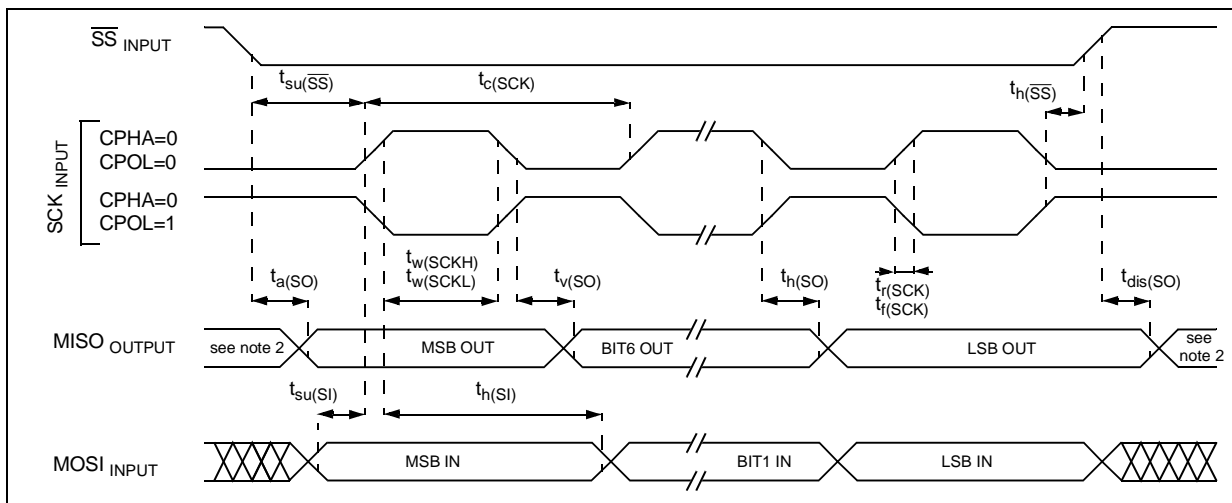 SS INPUT
tsu(SS)
tc(SCK)
th(SS)
SCK INPUT
CPHA=0
CPOL=0
CPHA=0
CPOL=1
ta(SO)
tw(SCKH)
tw(SCKL)
tv(SO)
th(SO)
tr(SCK)
tf(SCK)
tdis(SO)
MISO OUTPUT
see note 2
MSB OUT
BIT6 OUT
LSB OUT
see
note 2
tsu(SI)
th(SI)
MOSI INPUT
MSB IN
BIT1 IN
LSB IN